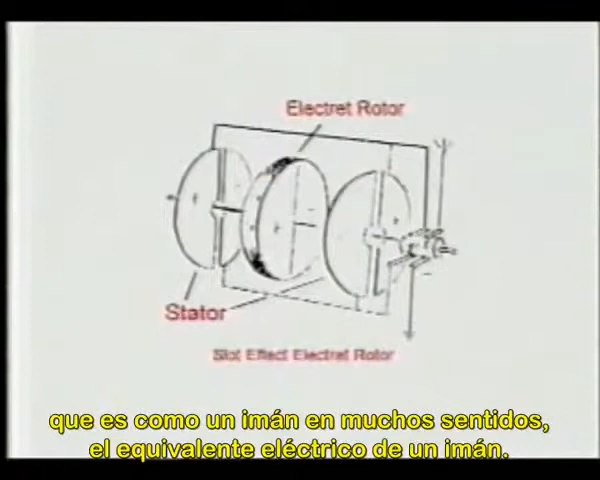 Electret Rotor
Stator
Slot Effect Electret Rotor
que es como un imán en muchos sentidos,
el equivalente eléctrico de un imán.